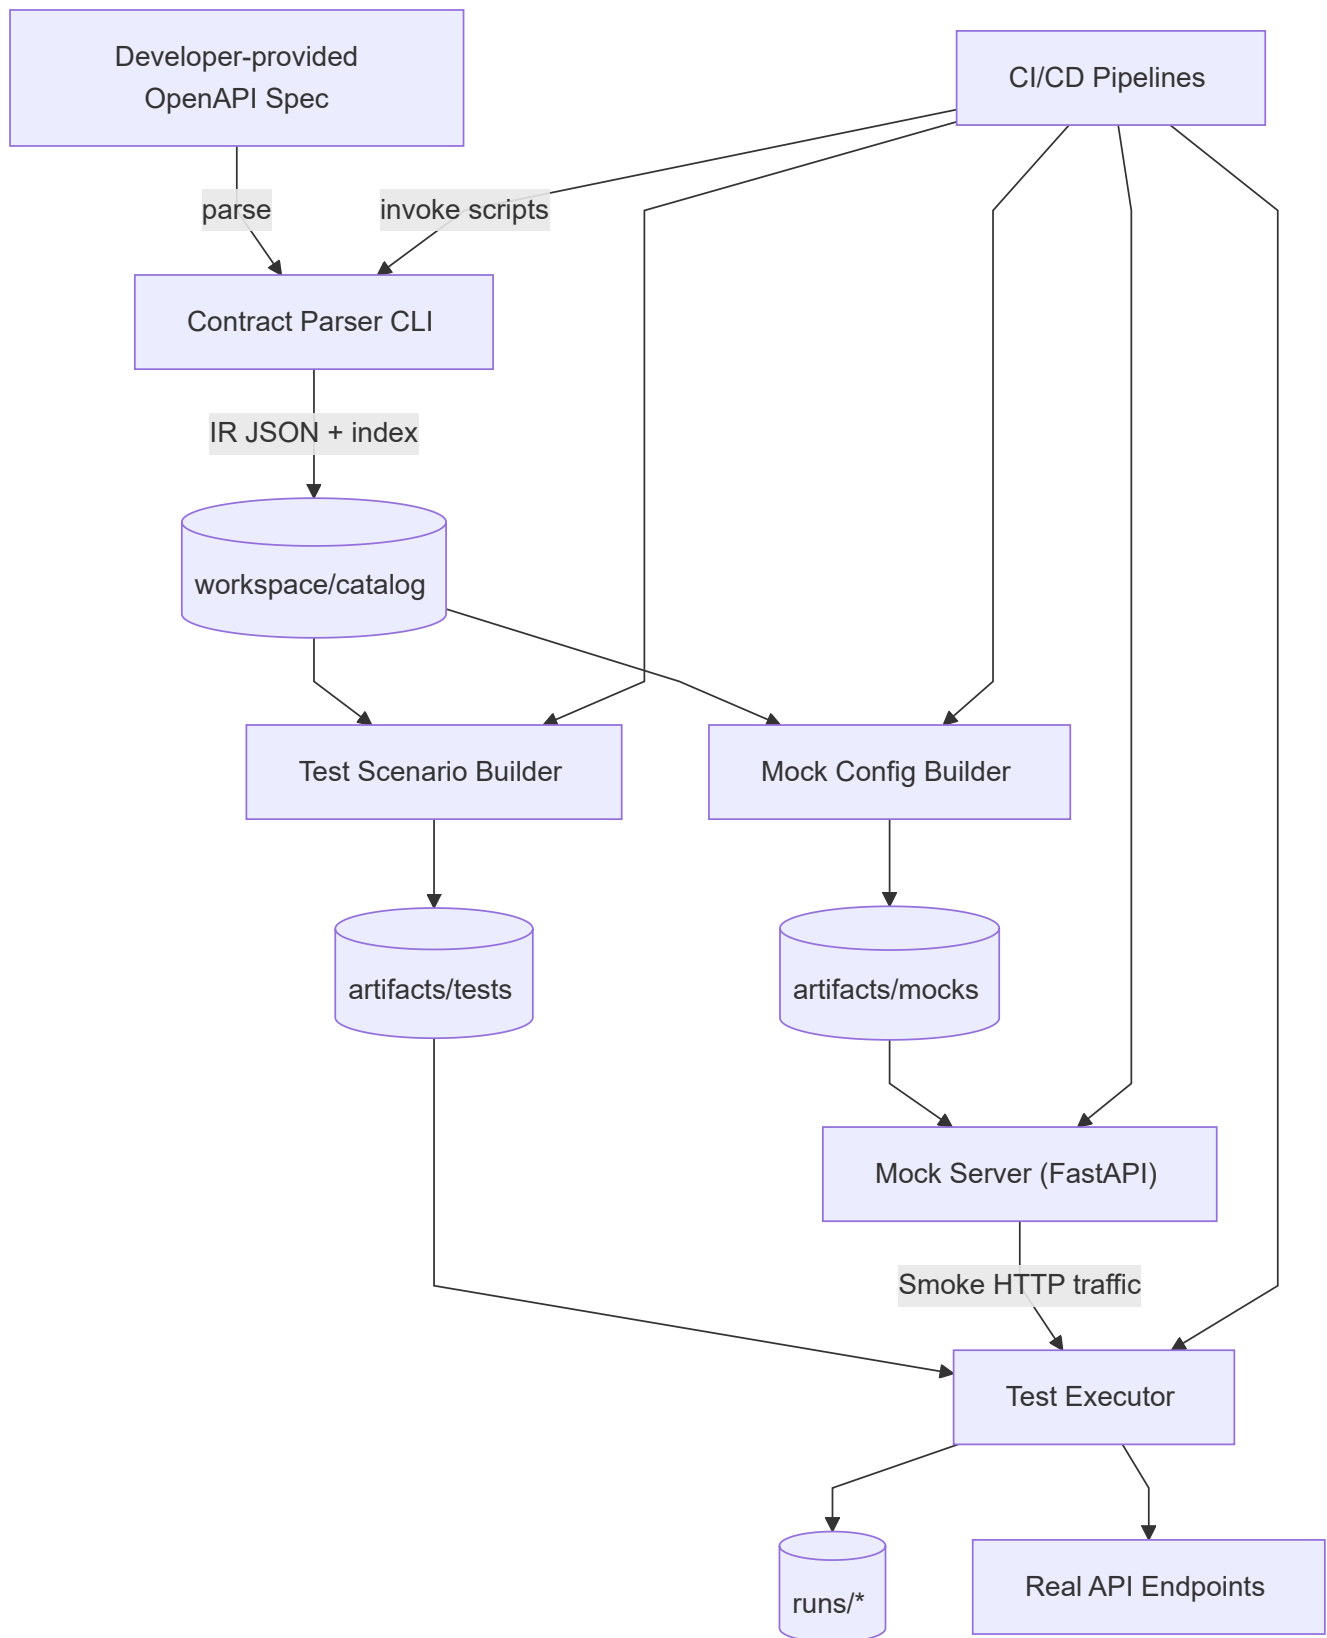 Developer-provided
OpenAPI Spec
CI/CD Pipelines
parse
invoke scripts
Contract Parser CLI
IR JSON + index
workspace/catalog
Test Scenario Builder
Mock Config Builder
artifacts/tests
artifacts/mocks
Mock Server (FastAPI)
Smoke HTTP traffic
Test Executor
runs/*
Real API Endpoints